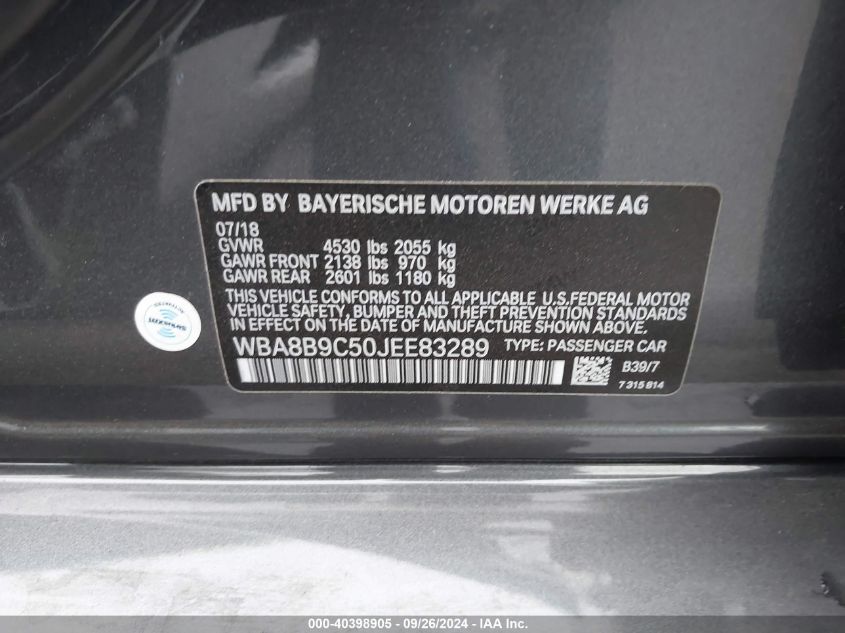 MFD BY BAYERISCHE MOTOREN WERKE AG
07/18
GVWR 4530 lbs 2055 kg
GAWR FRONT 2138 lbs 970 kg
GAWR REAR 2601 lbs 1180 kg
THIS VEHICLE CONFORMS TO ALL APPLICABLE U.S.FEDERAL MOTOR
VEHICLE SAFETY, BUMPER AND THEFT PREVENTION STANDARDS
IN EFFECT ON THE DATE OF MANUFACTURE SHOWN ABOVE.
WBA8B9C50JEE83289 TYPE: PASSENGER CAR
B39/7
7 315 814
000-40398905 - 09/26/2024 - IAA Inc.